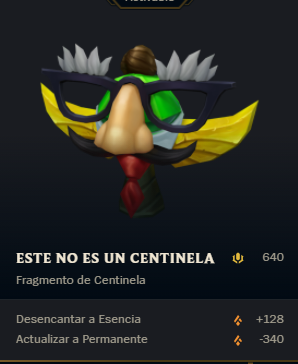 ESTE NO ES UN CENTINELA 640
Fragmento de Centinela
Desencantar a Esencia +128
Actualizar a Permanente -340